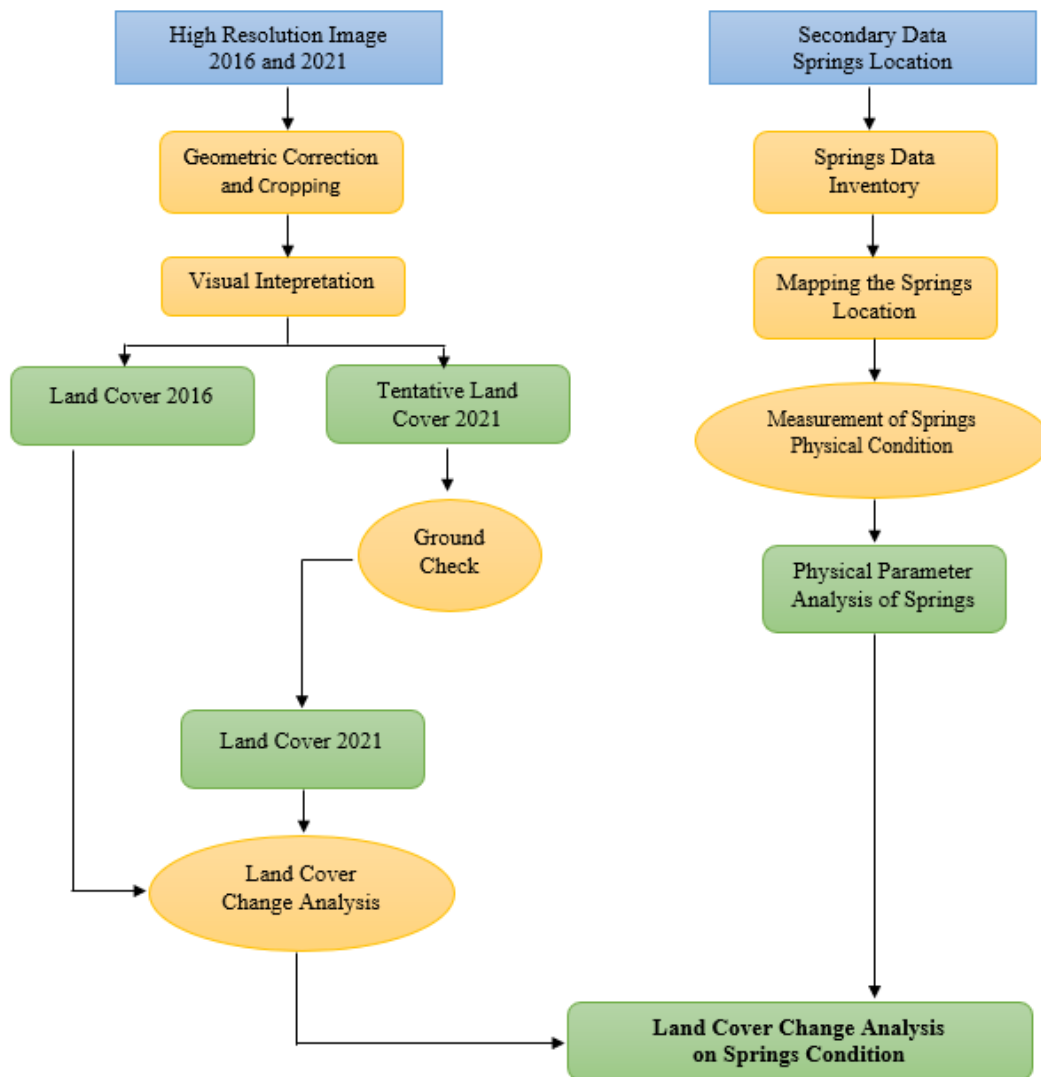 High Resolution Image
2016 and 2021
Geometric Correction
and Cropping
Visual Intepretation
Land Cover 2016
Tentative Land
Cover 2021
Ground
Check
Land Cover 2021
Land Cover
Change Analysis
Secondary Data
Springs Location
Springs Data
Inventory
Mapping the Springs
Location
Measurement of Springs
Physical Condition
Physical Parameter
Analysis of Springs
Land Cover Change Analysis
on Springs Condition